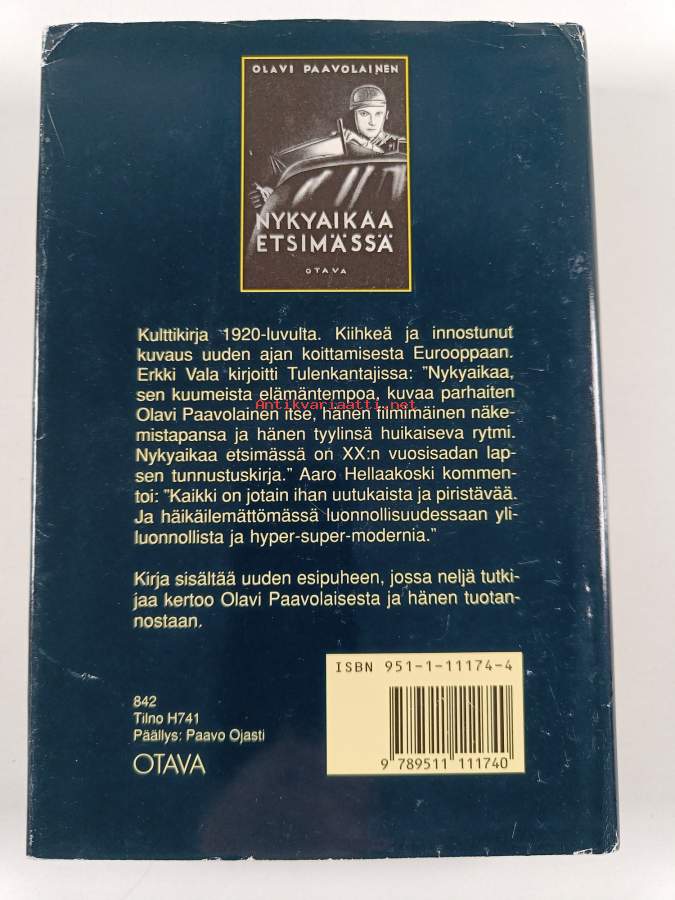 OLAVI PAAVOLAINEN
NYKYAIKAA
ETSIMÄSSÄ
OTAVA
Kulttikirja 1920-luvulta. Kiihkeä ja innostunut
kuvaus uuden ajan koittamisesta Eurooppaan.
Erkki Vala kirjoitti Tulenkantajissa: ”Nykyaikaa,
sen kuumeista elämäntempoa, kuvaa parhaiten
Antikvariaatti.net
Olavi Paavolainen itse, hänen filmimäinen näke-
mistapansa ja hänen tyylinsä huikaiseva rytmi.
Nykyaikaa etsimässä on XX:n vuosisadan lap-
sen tunnustuskirja.” Aaro Hellaakoski kommen-
toi: ”Kaikki on jotain ihan uutukaista ja piristävää.
Ja häikäilemättömässä luonnollisuudessaan yli-
luonnollista ja hyper-super-modernia.”
Kirja sisältää uuden esipuheen, jossa neljä tutki-
jaa kertoo Olavi Paavolaisesta ja hänen tuotan-
nostaan.
ISBN 951-1-11174-4
842
Tilno H741
Päällys: Paavo Ojasti
OTAVA
9 789511 111740